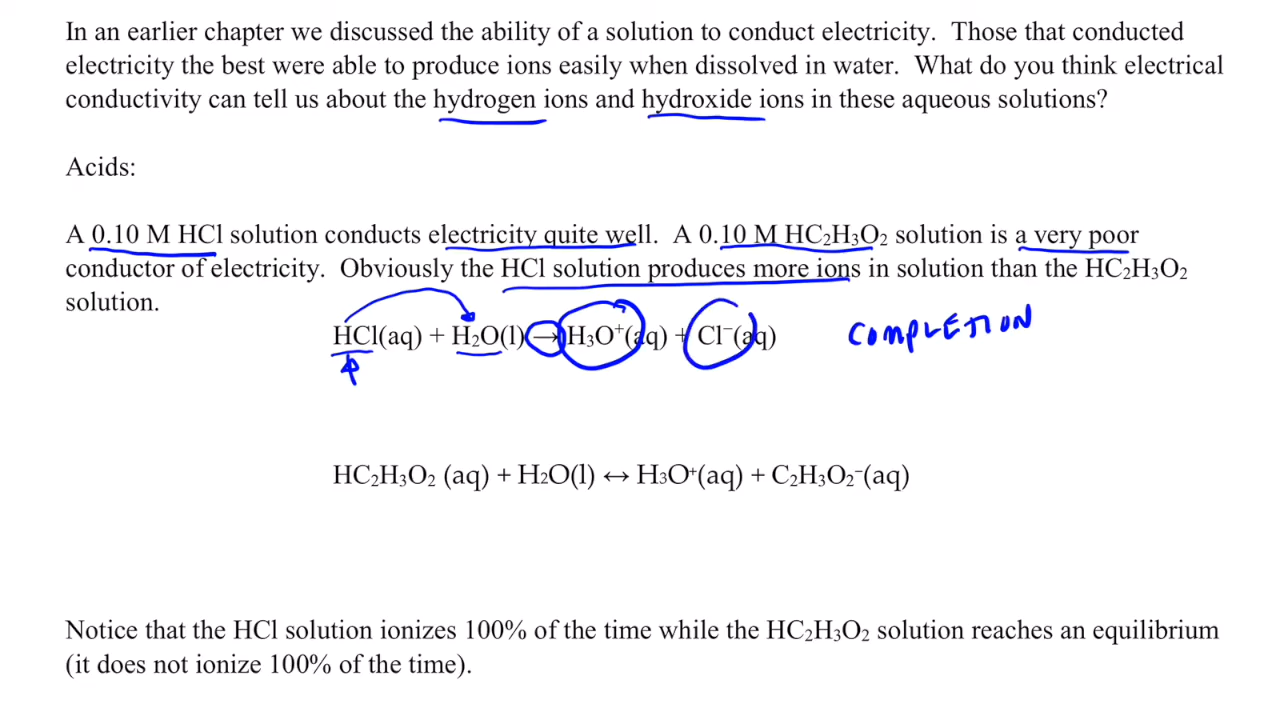 In an earlier chapter we discussed the ability of a solution to conduct electricity.  Those that conducted
electricity the best were able to produce ions easily when dissolved in water.  What do you think electrical
conductivity can tell us about the hydrogen ions and hydroxide ions in these aqueous solutions?
Acids:
A 0.10 M HCl solution conducts electricity quite well.  A 0.10 M HC₂H₃O₂ solution is a very poor
conductor of electricity.  Obviously the HCl solution produces more ions in solution than the HC₂H₃O₂
solution.
HCl(aq) + H₂O(l) → H₃O⁺(aq) + Cl⁻(aq) COMPLETION
HC₂H₃O₂ (aq) + H₂O(l) ↔ H₃O⁺(aq) + C₂H₃O₂⁻(aq)
Notice that the HCl solution ionizes 100% of the time while the HC₂H₃O₂ solution reaches an equilibrium
(it does not ionize 100% of the time).